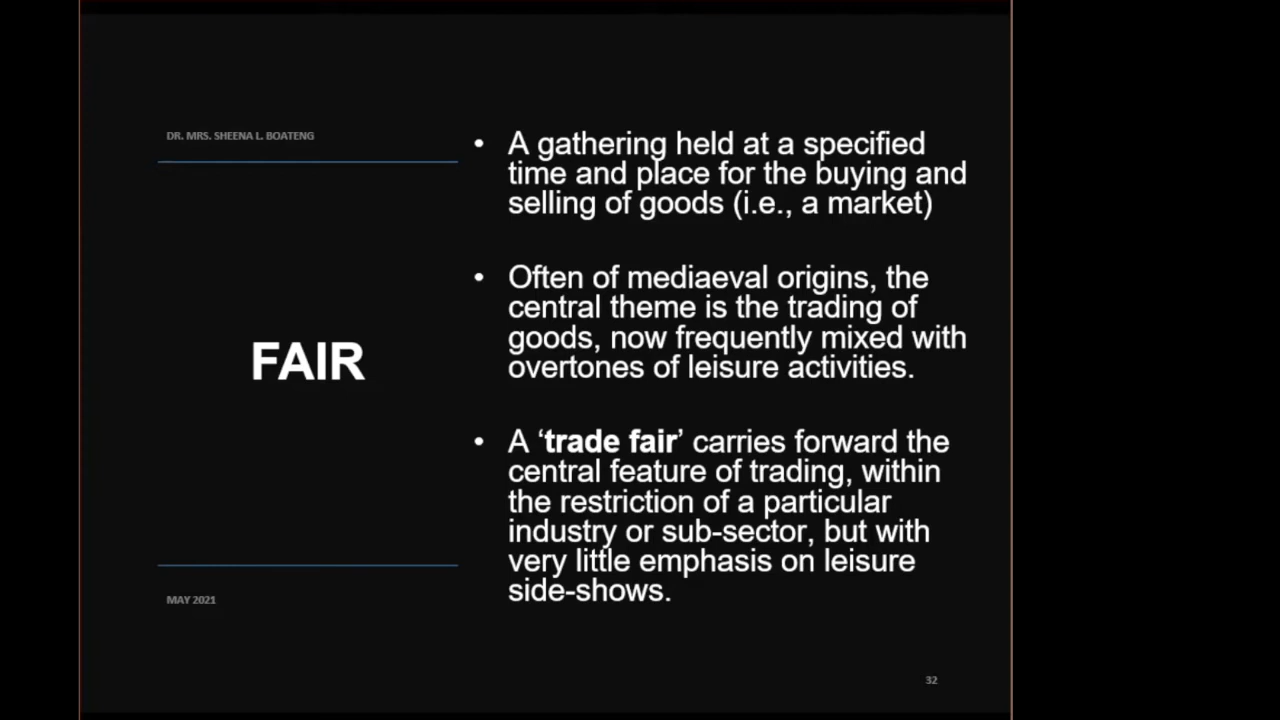 DR. MRS. SHEENA L. BOATENG
FAIR
MAY 2021
• A gathering held at a specified
time and place for the buying and
selling of goods (i.e., a market)
• Often of mediaeval origins, the
central theme is the trading of
goods, now frequently mixed with
overtones of leisure activities.
• A ‘trade fair’ carries forward the
central feature of trading, within
the restriction of a particular
industry or sub-sector, but with
very little emphasis on leisure
side-shows.
32